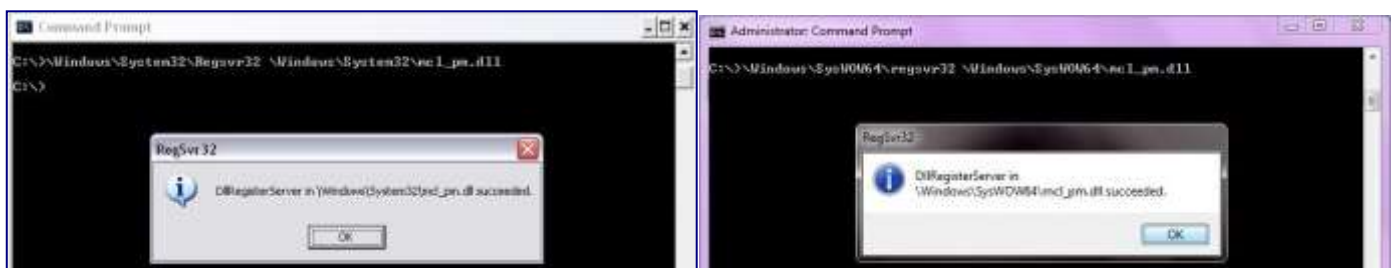 Command Prompt
C:\>\Windows\System32\Regsvr32 \Windows\System32\mcl_pm.dll
C:\>
RegSvr32
DllRegisterServer in \Windows\System32\mcl_pm.dll succeeded.
OK
Administrator: Command Prompt
C:\>\Windows\SysWOW64\regsvr32 \Windows\SysWOW64\mcl_pm.dll
RegSvr32
DllRegisterServer in
\Windows\SysWOW64\mcl_pm.dll succeeded.
OK